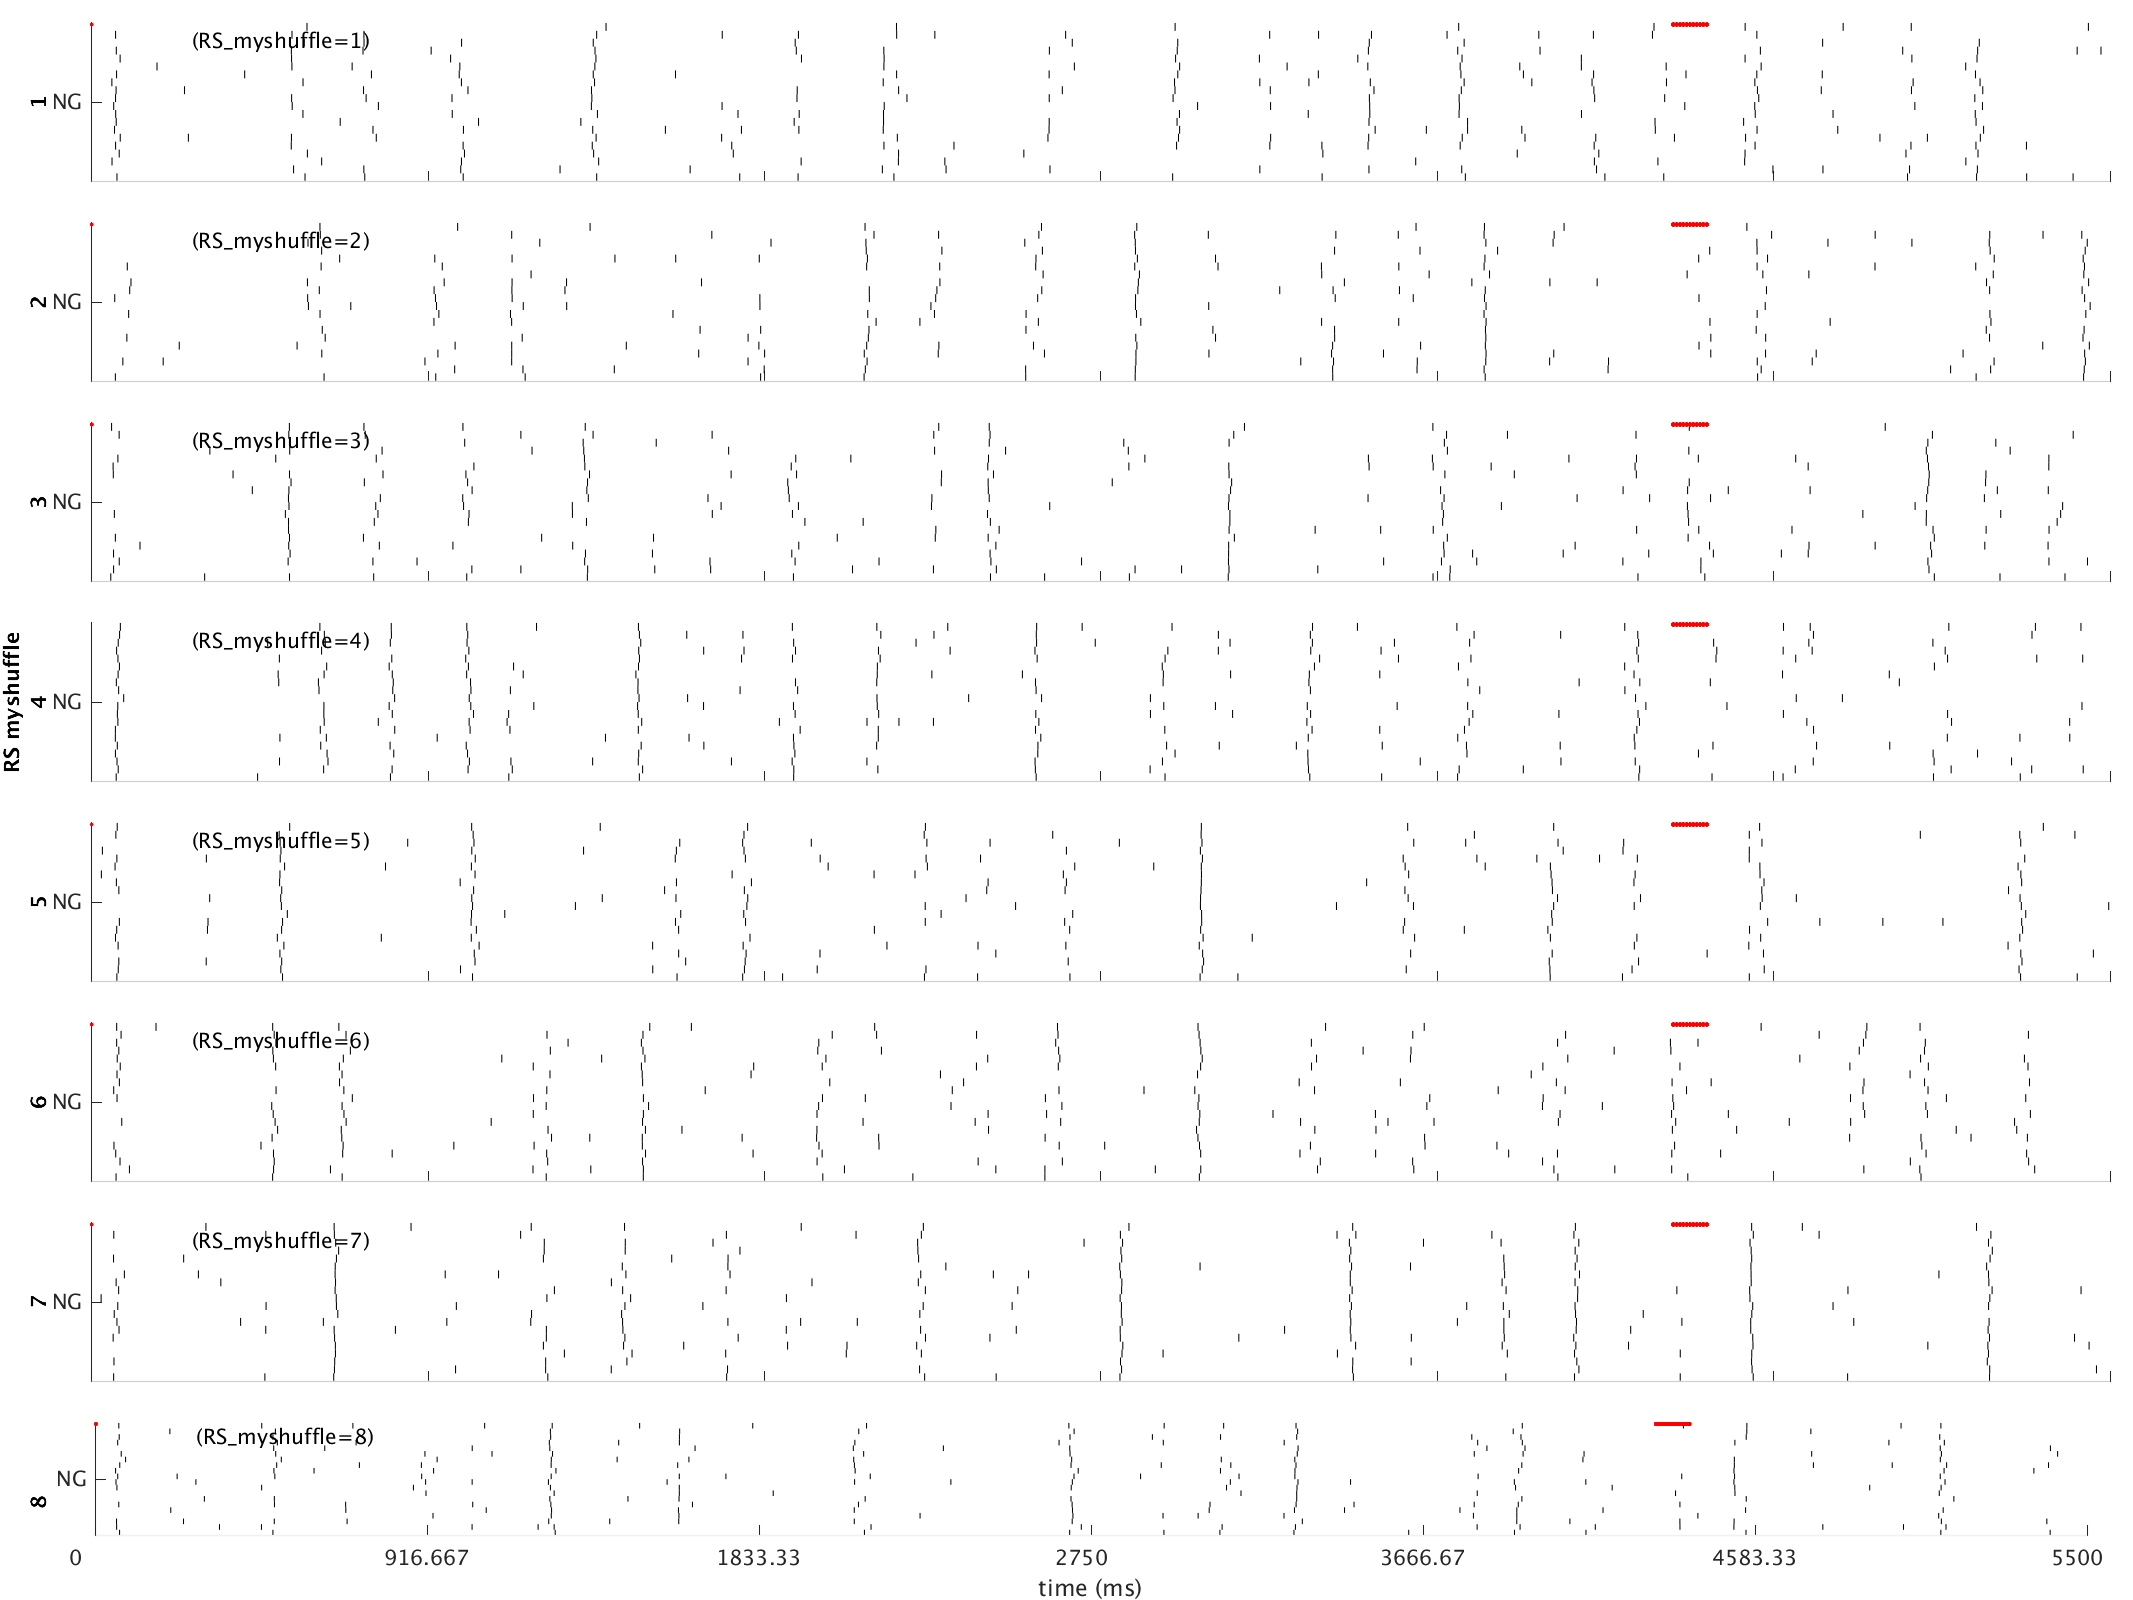 (RS_myshuffle=1)
1 NG
(RS_myshuffle=2)
2 NG
(RS_myshuffle=3)
3 NG
RS myshuffle
(RS_myshuffle=4)
4 NG
(RS_myshuffle=5)
5 NG
(RS_myshuffle=6)
6 NG
(RS_myshuffle=7)
7 NG
(RS_myshuffle=8)
8 NG
0 916.667 1833.33 2750 3666.67 4583.33 5500
time (ms)